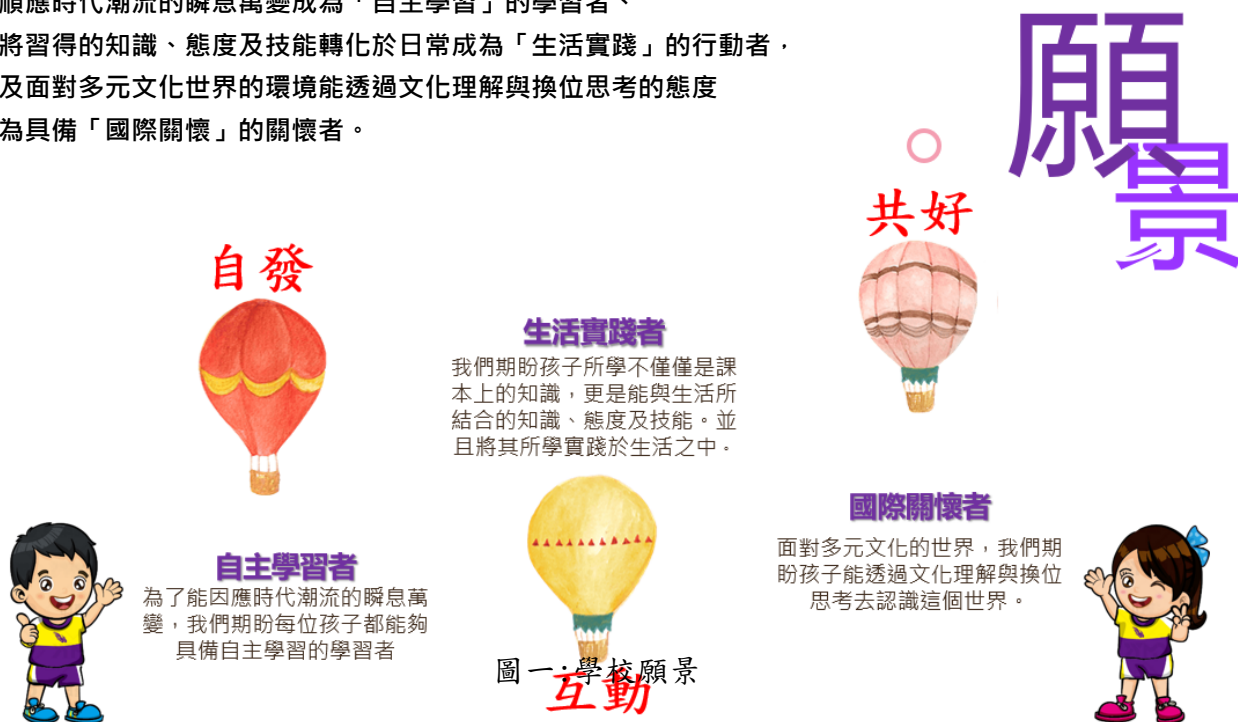 順應時代潮流的瞬息萬變成為「自主學習」的學習者、
將習得的知識、態度及技能轉化於日常成為「生活實踐」的行動者，
及面對多元文化世界的環境能透過文化理解與換位思考的態度
為具備「國際關懷」的關懷者。
願景
自發
自主學習者
為了能因應時代潮流的瞬息萬
變，我們期盼每位孩子都能夠
具備自主學習的學習者
生活實踐者
我們期盼孩子所學不僅僅是課
本上的知識，更是能與生活所
結合的知識、態度及技能。並
且將其所學實踐於生活之中。
互動
共好
國際關懷者
面對多元文化的世界，我們期
盼孩子能透過文化理解與換位
思考去認識這個世界。
圖一:學校願景